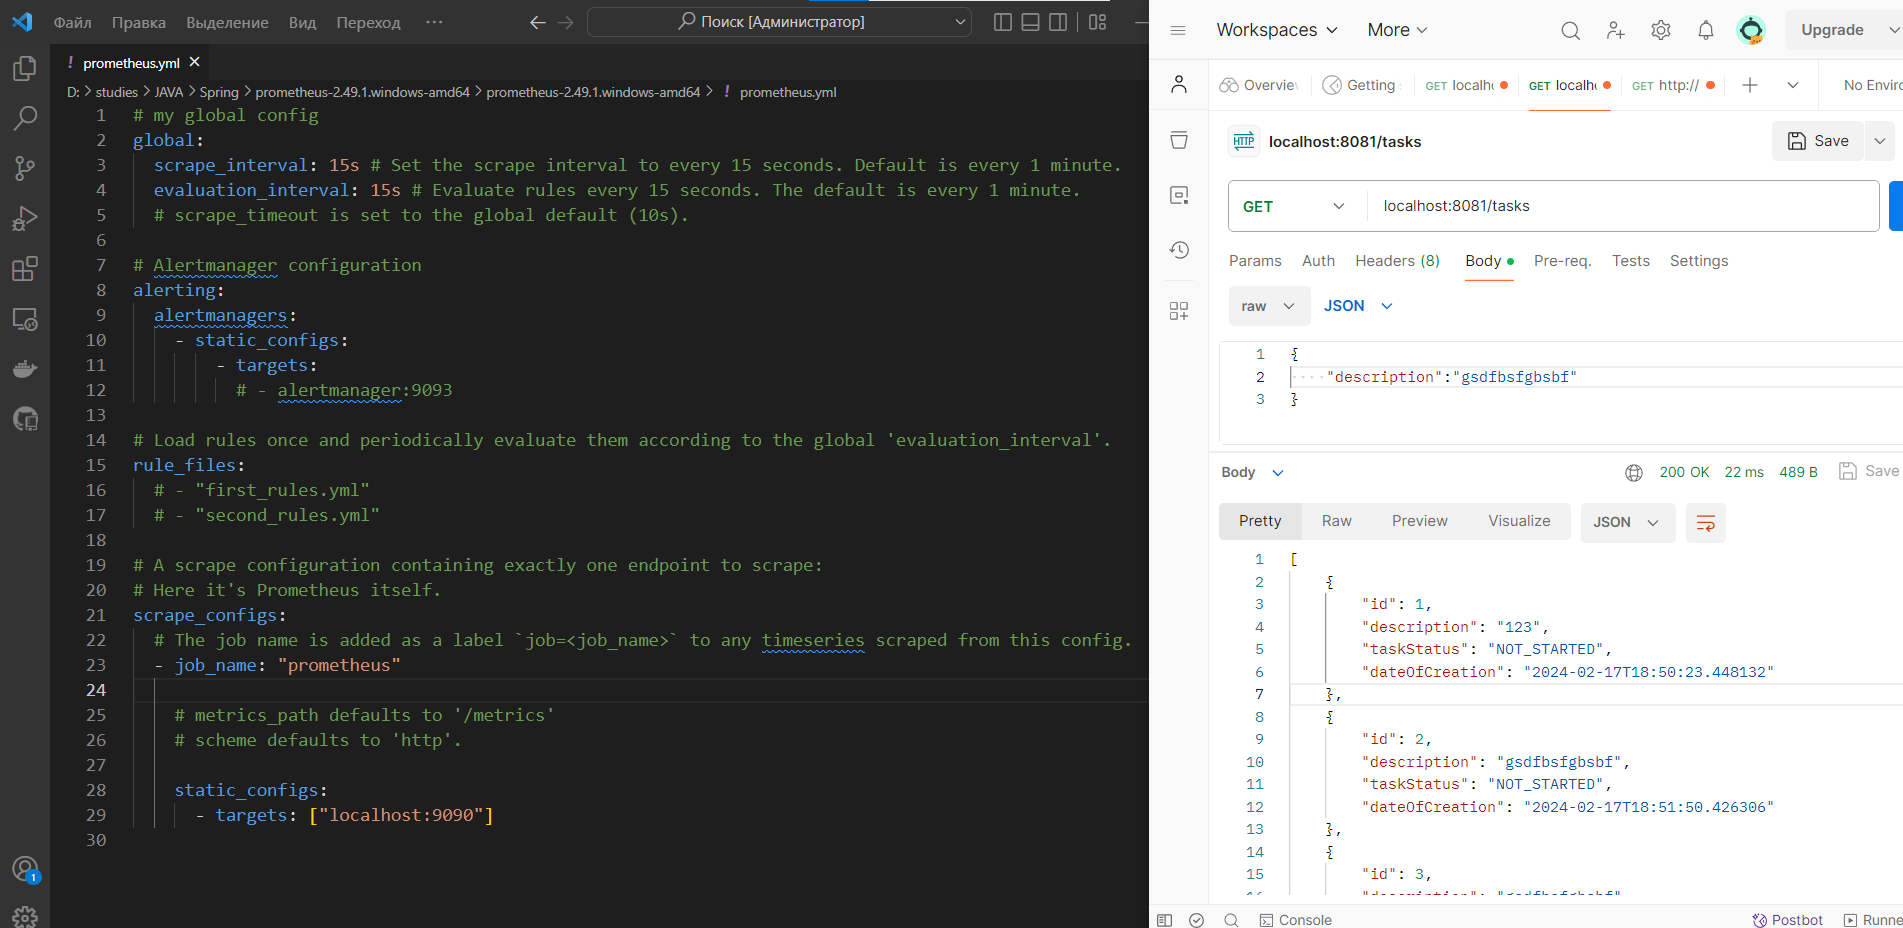 Файл Правка Выделение Вид Переход ···
Поиск [Администратор]
prometheus.yml
D: > studies > JAVA > Spring > prometheus-2.49.1.windows-amd64 > prometheus-2.49.1.windows-amd64 > ! prometheus.yml
1 # my global config
2 global:
3 scrape_interval: 15s # Set the scrape interval to every 15 seconds. Default is every 1 minute.
4 evaluation_interval: 15s # Evaluate rules every 15 seconds. The default is every 1 minute.
5 # scrape_timeout is set to the global default (10s).
6
7 # Alertmanager configuration
8 alerting:
9 alertmanagers:
10 - static_configs:
11 - targets:
12 # - alertmanager:9093
13
14 # Load rules once and periodically evaluate them according to the global 'evaluation_interval'.
15 rule_files:
16 # - "first_rules.yml"
17 # - "second_rules.yml"
18
19 # A scrape configuration containing exactly one endpoint to scrape:
20 # Here it's Prometheus itself.
21 scrape_configs:
22 # The job name is added as a label `job=<job_name>` to any timeseries scraped from this config.
23 - job_name: "prometheus"
24
25 # metrics_path defaults to '/metrics'
26 # scheme defaults to 'http'.
27
28 static_configs:
29 - targets: ["localhost:9090"]
30
1
Workspaces More
Upgrade
Overview Getting GET localh GET localh GET http:// No Enviro
HTTP localhost:8081/tasks
Save
GET localhost:8081/tasks
Params Auth Headers (8) Body Pre-req. Tests Settings
raw JSON
1 {
2 "description":"gsdfbsfgbsbf"
3 }
Body 200 OK 22 ms 489 B Save
Pretty Raw Preview Visualize JSON
1 [
2 {
3 "id": 1,
4 "description": "123",
5 "taskStatus": "NOT_STARTED",
6 "dateOfCreation": "2024-02-17T18:50:23.448132"
7 },
8 {
9 "id": 2,
10 "description": "gsdfbsfgbsbf",
11 "taskStatus": "NOT_STARTED",
12 "dateOfCreation": "2024-02-17T18:51:50.426306"
13 },
14 {
15 "id": 3,
Console Postbot Runne